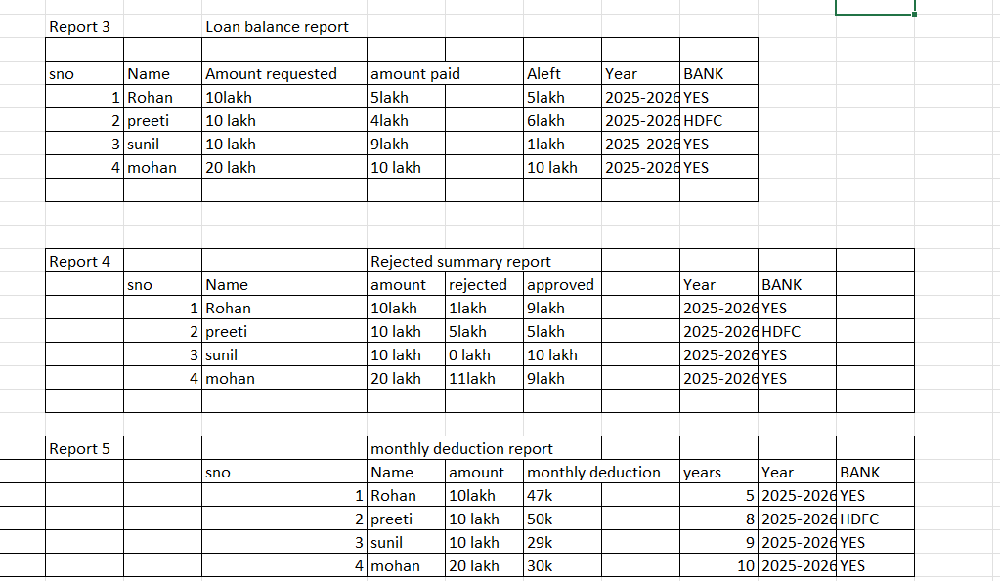 Report 3 Loan balance report
sno Name Amount requested amount paid Aleft Year BANK
1 Rohan 10lakh 5lakh 5lakh 2025-2026 YES
2 preeti 10 lakh 4lakh 6lakh 2025-2026 HDFC
3 sunil 10 lakh 9lakh 1lakh 2025-2026 YES
4 mohan 20 lakh 10 lakh 10 lakh 2025-2026 YES
Report 4 Rejected summary report
sno Name amount rejected approved Year BANK
1 Rohan 10lakh 1lakh 9lakh 2025-2026 YES
2 preeti 10 lakh 5lakh 5lakh 2025-2026 HDFC
3 sunil 10 lakh 0 lakh 10 lakh 2025-2026 YES
4 mohan 20 lakh 11lakh 9lakh 2025-2026 YES
Report 5 monthly deduction report
sno Name amount monthly deduction years Year BANK
1 Rohan 10lakh 47k 5 2025-2026 YES
2 preeti 10 lakh 50k 8 2025-2026 HDFC
3 sunil 10 lakh 29k 9 2025-2026 YES
4 mohan 20 lakh 30k 10 2025-2026 YES